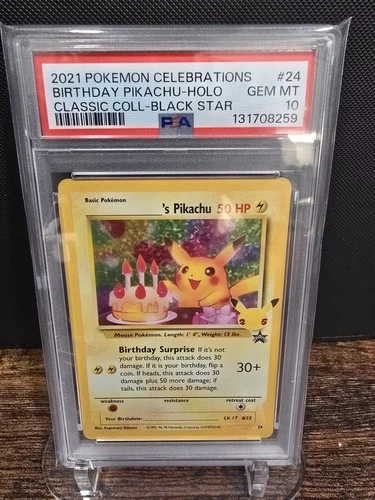 2021 POKEMON CELEBRATIONS #24
BIRTHDAY PIKACHU-HOLO GEM MT
CLASSIC COLL-BLACK STAR 10
PSA 131708259
Basic Pokémon
's Pikachu 50 HP
Mouse Pokémon. Length: 1' 4", Weight: 13 lbs.
Birthday Surprise If it's not
your birthday, this attack does 30
damage. If it is your birthday, flip a
coin. If heads, this attack does 30
damage plus 50 more damage; if
tails, this attack does 30 damage.
30+
weakness resistance retreat cost
Your Birthdate: LV. 17 #25
24